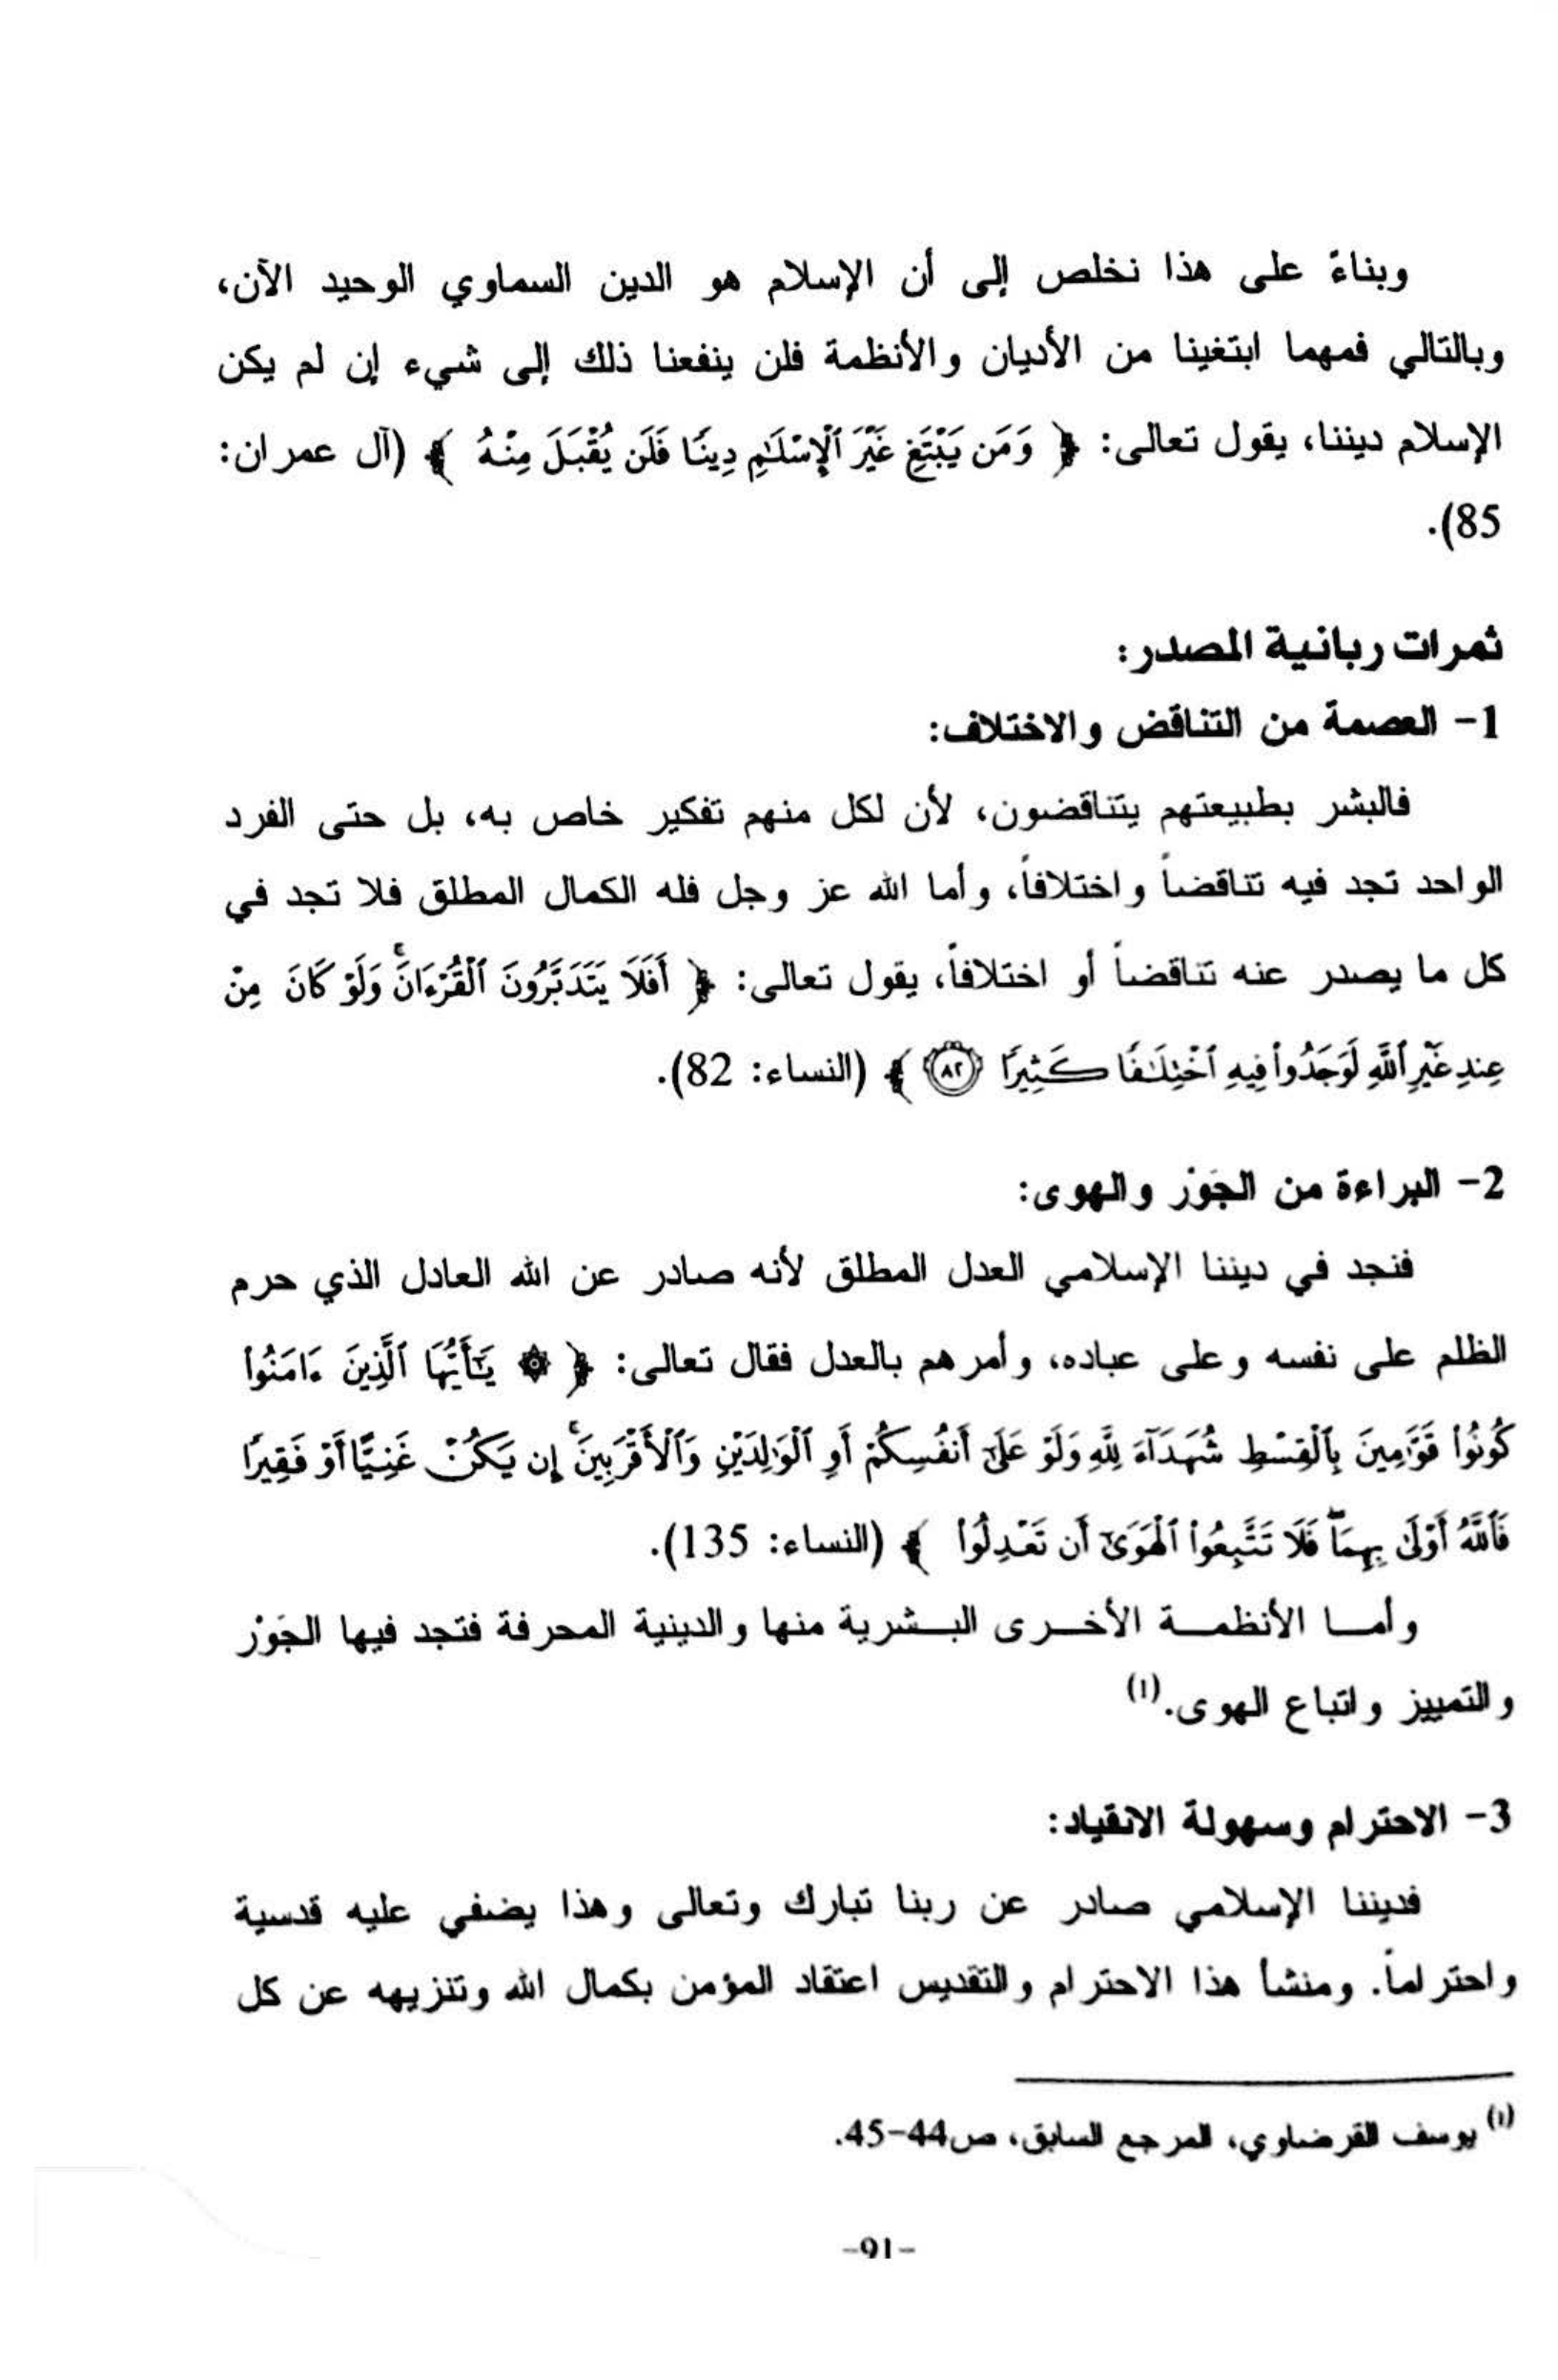 وبناءً على هذا نخلص إلى أن الإسلام هو الدين السماوي الوحيد الآن،
وبالتالي فمهما ابتغينا من الأديان والأنظمة فلن ينفعنا ذلك إلى شيء إن لم يكن
الإسلام ديننا، يقول تعالى: ﴿ وَمَن يَبْتَغِ غَيْرَ ٱلْإِسْلَٰمِ دِينًا فَلَن يُقْبَلَ مِنْهُ ﴾ (آل عمران:
85).
ثمرات ربانية المصدر:
1- العصمة من التناقض والاختلاف:
فالبشر بطبيعتهم يتناقضون، لأن لكل منهم تفكير خاص به، بل حتى الفرد
الواحد تجد فيه تناقضاً واختلافاً، وأما الله عز وجل فله الكمال المطلق فلا تجد في
كل ما يصدر عنه تناقضاً أو اختلافاً، يقول تعالى: ﴿ أَفَلَا يَتَدَبَّرُونَ ٱلْقُرْءَانَ ۚ وَلَوْ كَانَ مِنْ
عِندِ غَيْرِ ٱللَّهِ لَوَجَدُوا۟ فِيهِ ٱخْتِلَٰفًا كَثِيرًا ٨٢ ﴾ (النساء: 82).
2- البراءة من الجَوْر والهوى:
فنجد في ديننا الإسلامي العدل المطلق لأنه صادر عن الله العادل الذي حرم
الظلم على نفسه وعلى عباده، وأمرهم بالعدل فقال تعالى: ﴿ ۞ يَٰٓأَيُّهَا ٱلَّذِينَ ءَامَنُوا۟
كُونُوا۟ قَوَّٰمِينَ بِٱلْقِسْطِ شُهَدَآءَ لِلَّهِ وَلَوْ عَلَىٰٓ أَنفُسِكُمْ أَوِ ٱلْوَٰلِدَيْنِ وَٱلْأَقْرَبِينَ ۚ إِن يَكُنْ غَنِيًّا أَوْ فَقِيرًا
فَٱللَّهُ أَوْلَىٰ بِهِمَا ۖ فَلَا تَتَّبِعُوا۟ ٱلْهَوَىٰٓ أَن تَعْدِلُوا۟ ﴾ (النساء: 135).
وأمـا الأنظمـة الأخـرى البـشرية منها والدينية المحرفة فتجد فيها الجَوْر
والتمييز واتباع الهوى.(1)
3- الاحترام وسهولة الانقياد:
فديننا الإسلامي صادر عن ربنا تبارك وتعالى وهذا يضفي عليه قدسية
واحتراماً. ومنشأ هذا الاحترام والتقديس اعتقاد المؤمن بكمال الله وتنزيهه عن كل
(1) يوسف القرضاوي، المرجع السابق، ص44-45.
-91-